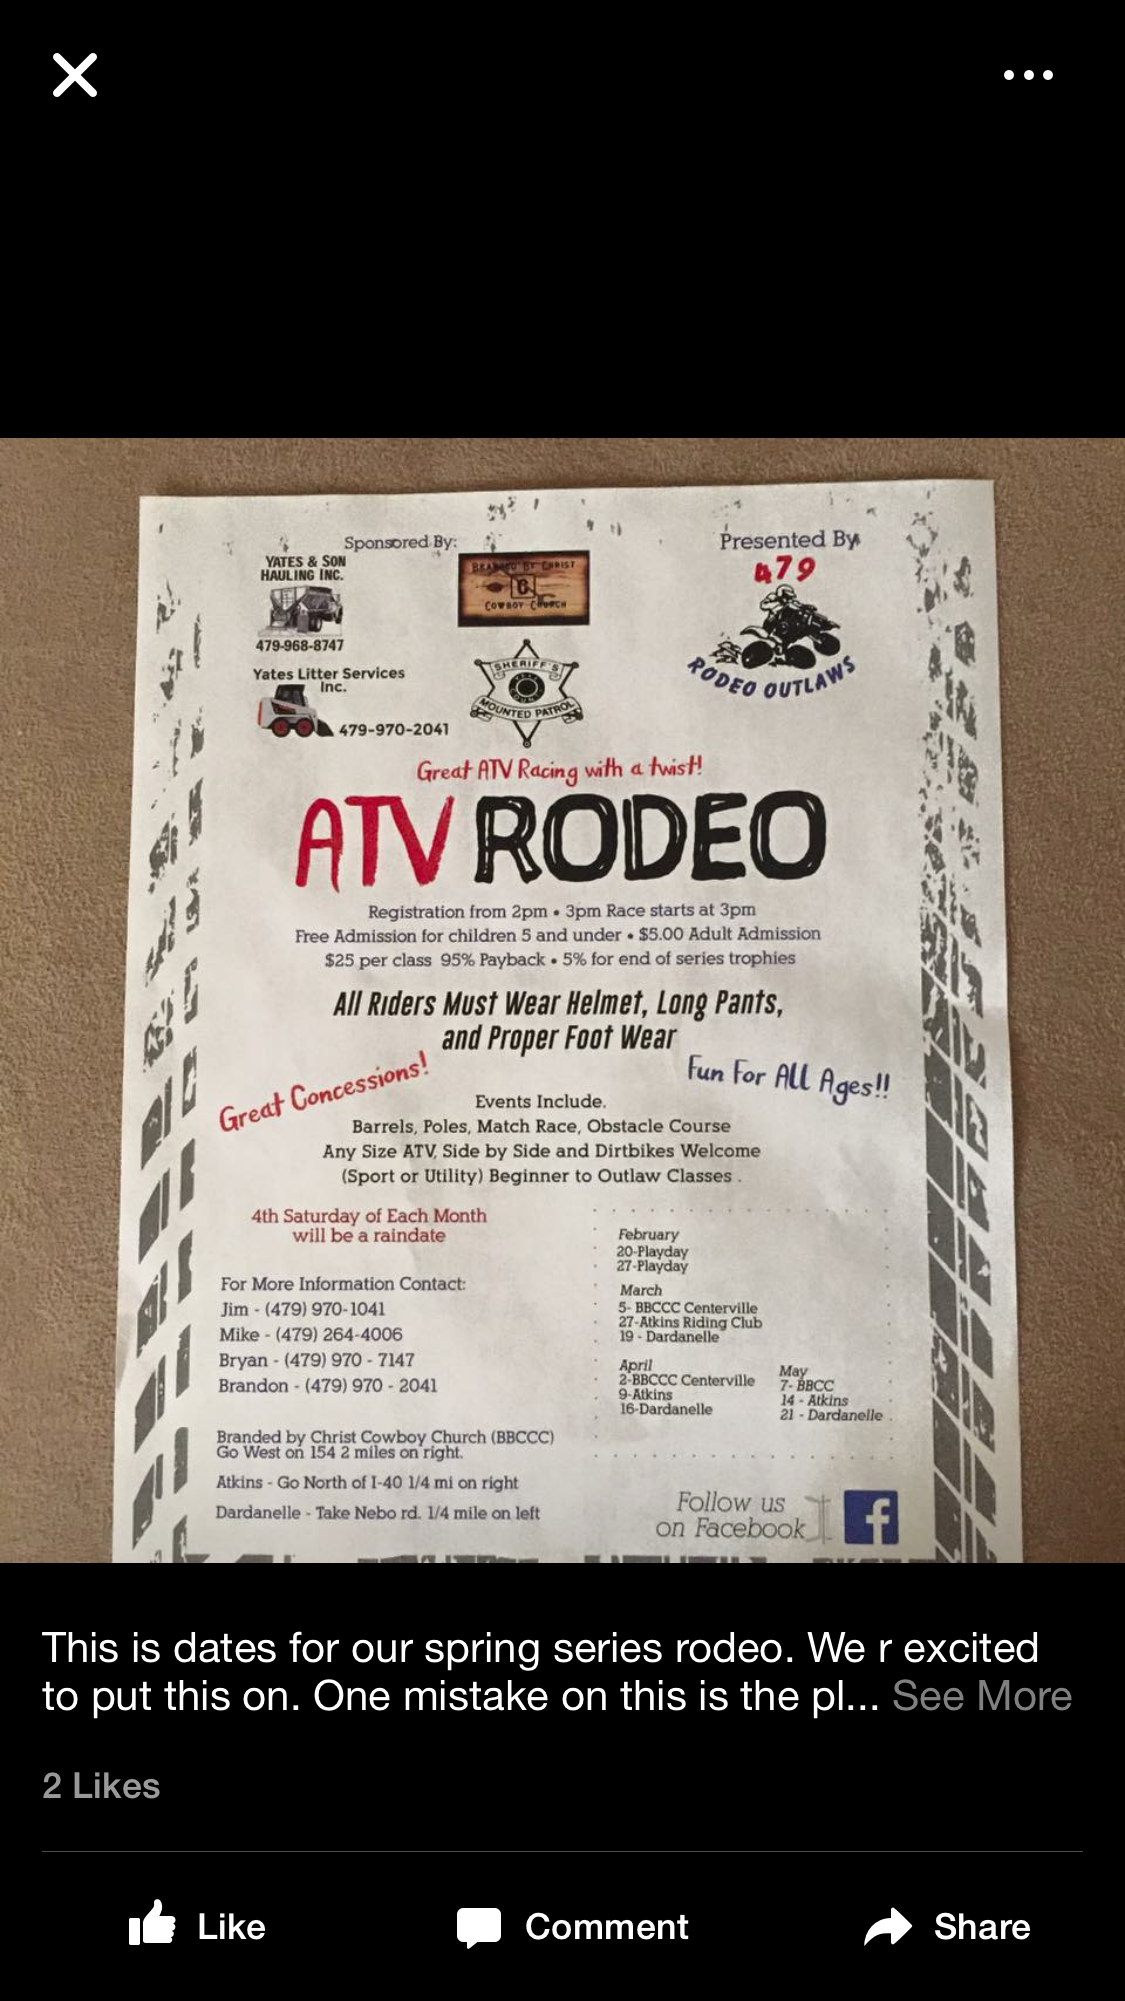 Sponsored By:
YATES & SON
HAULING INC.
479-968-8747
Yates Litter Services
Inc.
479-970-2041
BRANDED BY CHRIST
COWBOY CHURCH
SHERIFF'S
MOUNTED PATROL
Presented By
479
RODEO OUTLAWS
Great ATV Racing with a twist!
ATV RODEO
Registration from 2pm • 3pm Race starts at 3pm
Free Admission for children 5 and under • $5.00 Adult Admission
$25 per class 95% Payback • 5% for end of series trophies
All Riders Must Wear Helmet, Long Pants,
and Proper Foot Wear
Great Concessions!
Fun For All Ages!!
Events Include.
Barrels, Poles, Match Race, Obstacle Course
Any Size ATV, Side by Side and Dirtbikes Welcome
(Sport or Utility) Beginner to Outlaw Classes .
4th Saturday of Each Month
will be a raindate
For More Information Contact:
Jim - (479) 970-1041
Mike - (479) 264-4006
Bryan - (479) 970 - 7147
Brandon - (479) 970 - 2041
February
20-Playday
27-Playday
March
5- BBCCC Centerville
27-Atkins Riding Club
19 - Dardanelle
April
2-BBCCC Centerville
9-Atkins
16-Dardanelle
May
7- BBCC
14 - Atkins
21 - Dardanelle
Branded by Christ Cowboy Church (BBCCC)
Go West on 154 2 miles on right.
Atkins - Go North of I-40 1/4 mi on right
Dardanelle - Take Nebo rd. 1/4 mile on left
Follow us
on Facebook
f
This is dates for our spring series rodeo. We r excited
to put this on. One mistake on this is the pl... See More
2 Likes
Like
Comment
Share